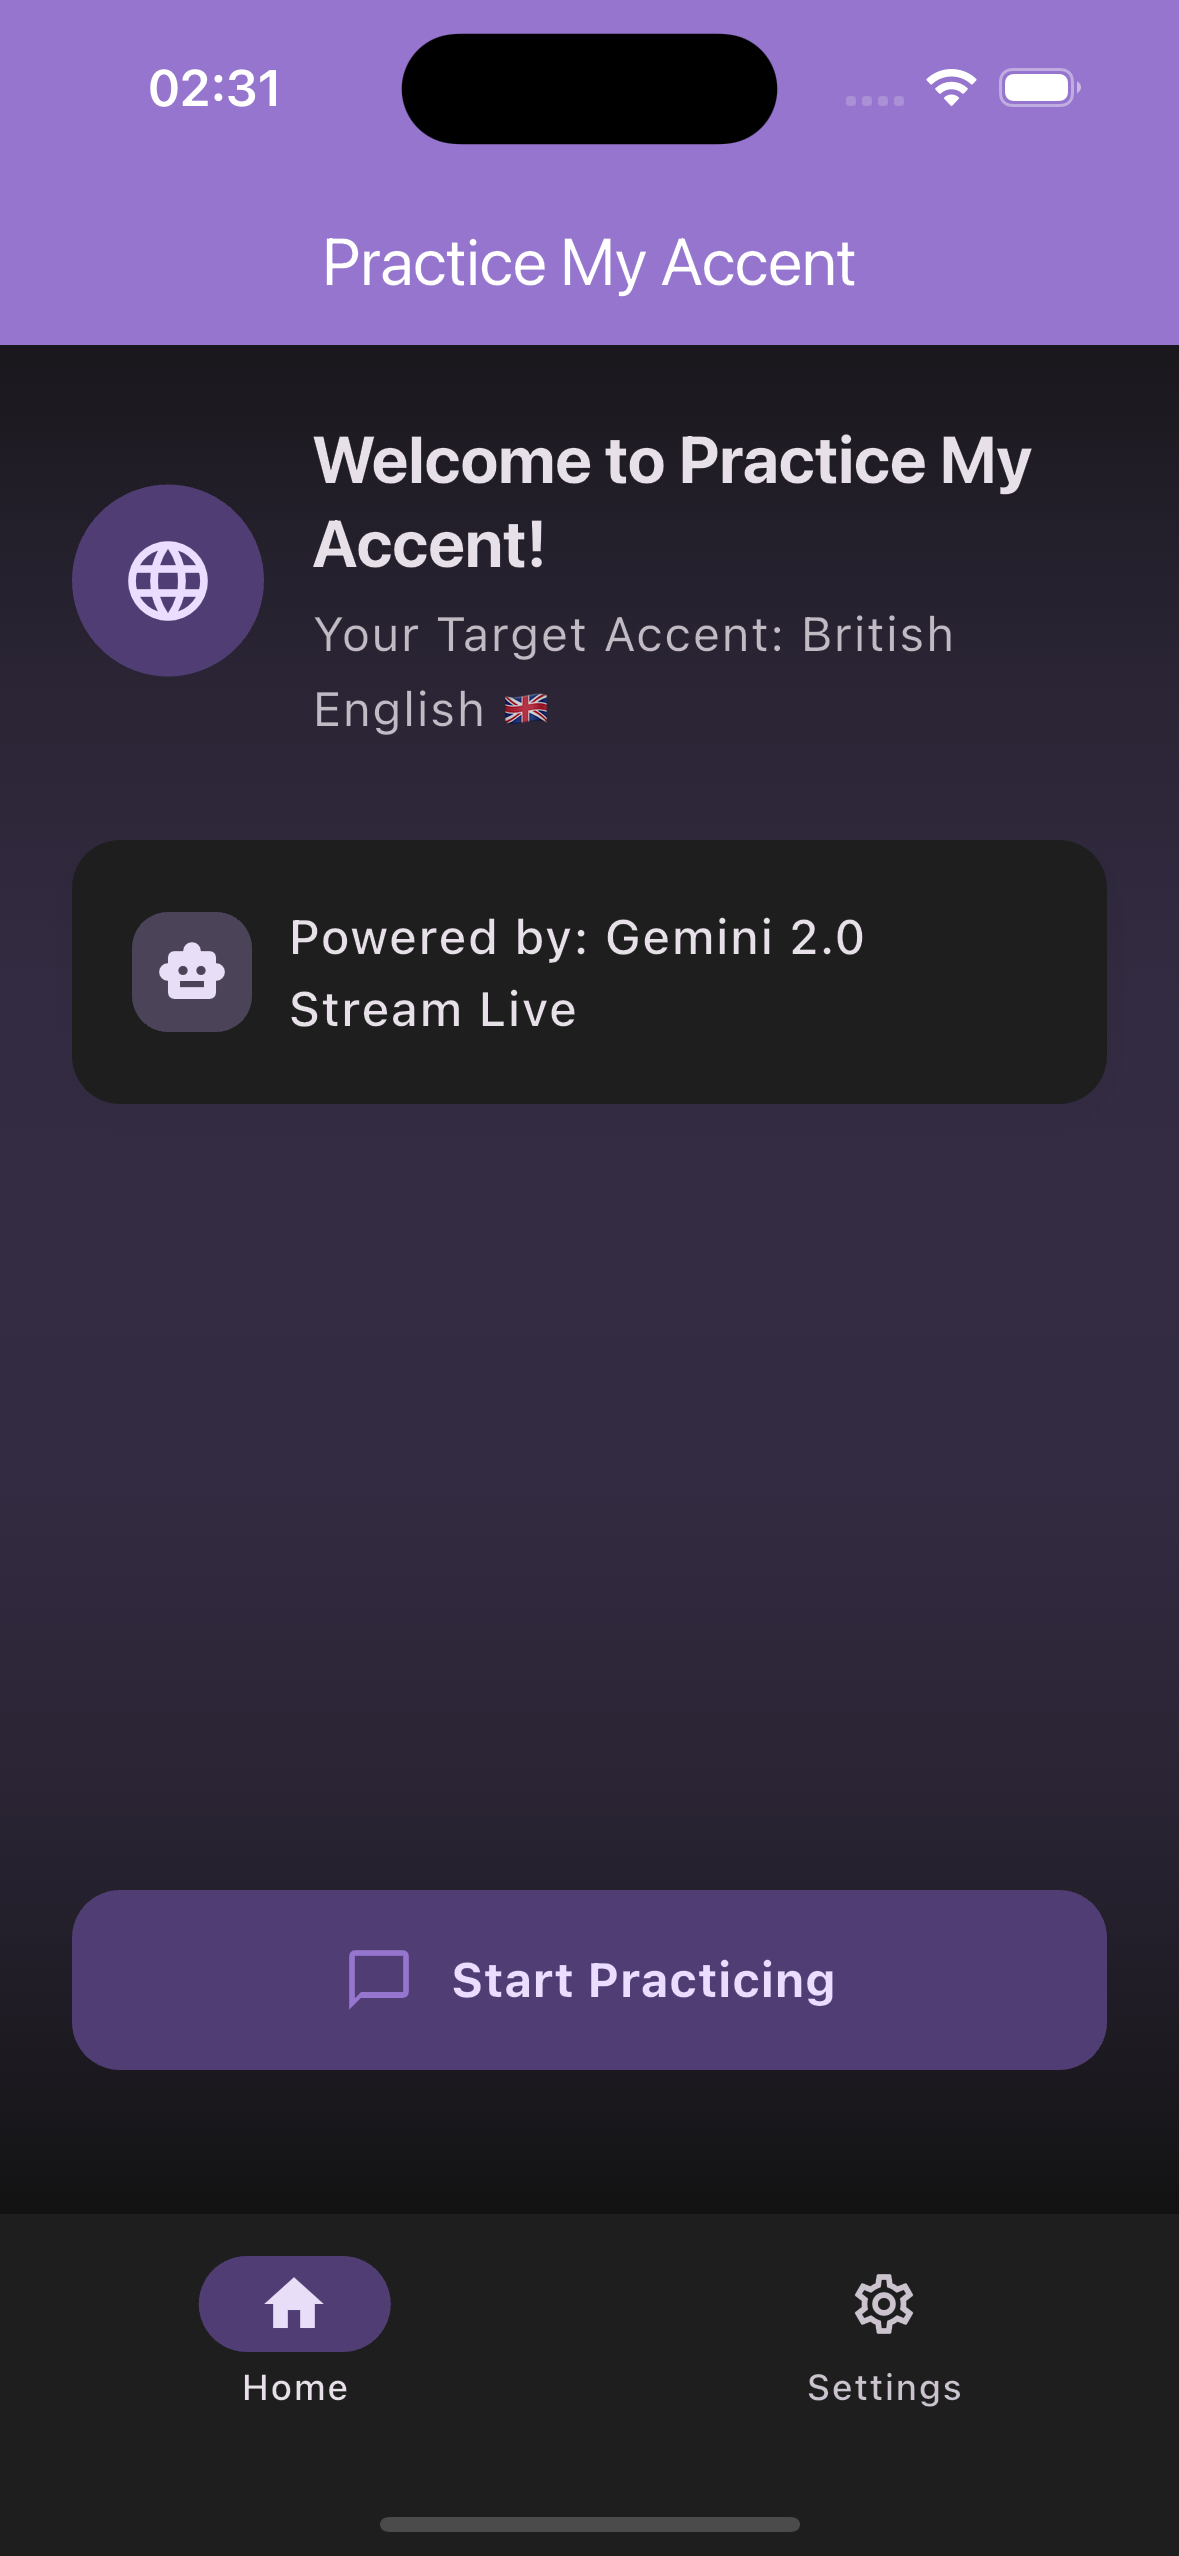 02:31
Practice My Accent
Welcome to Practice My
Accent!
Your Target Accent: British
English 🇬🇧
Powered by: Gemini 2.0
Stream Live
Start Practicing
Home
Settings